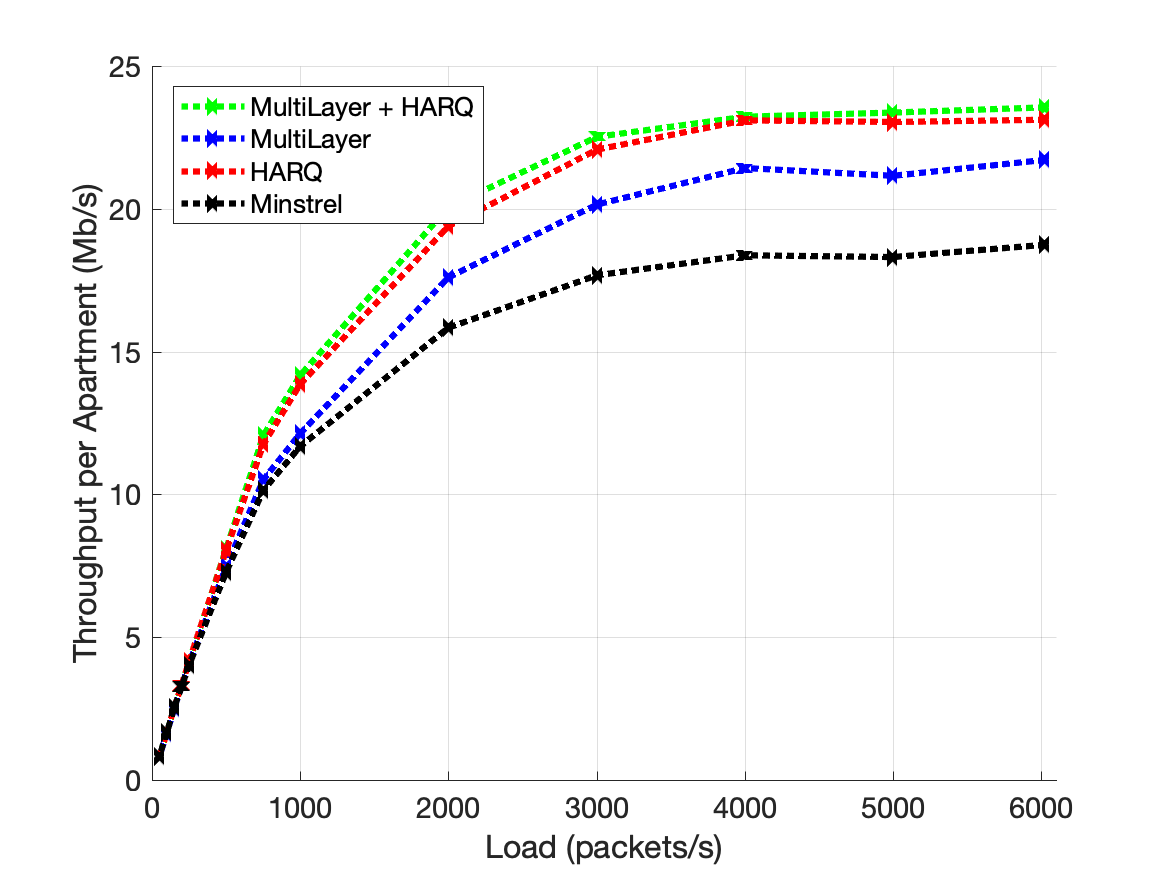 25
20
15
10
5
0
Throughput per Apartment (Mb/s)
MultiLayer + HARQ
MultiLayer
HARQ
Minstrel
0 1000 2000 3000 4000 5000 6000
Load (packets/s)